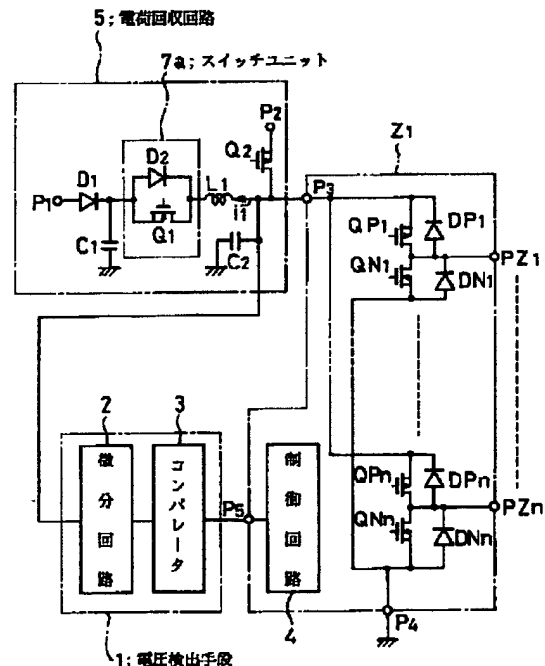 5;電荷回収回路
7a;スイッチユニット
P2
Z1
D2
Q2
P1
D1
L1
i1
P3
Q1
C1
C2
QP1
DP1
QN1
DN1
PZ1
2
3
微分回路
コンパレータ
P5
制御回路
QPn
DPn
QNn
DNn
PZn
4
P4
1;電圧検出手段